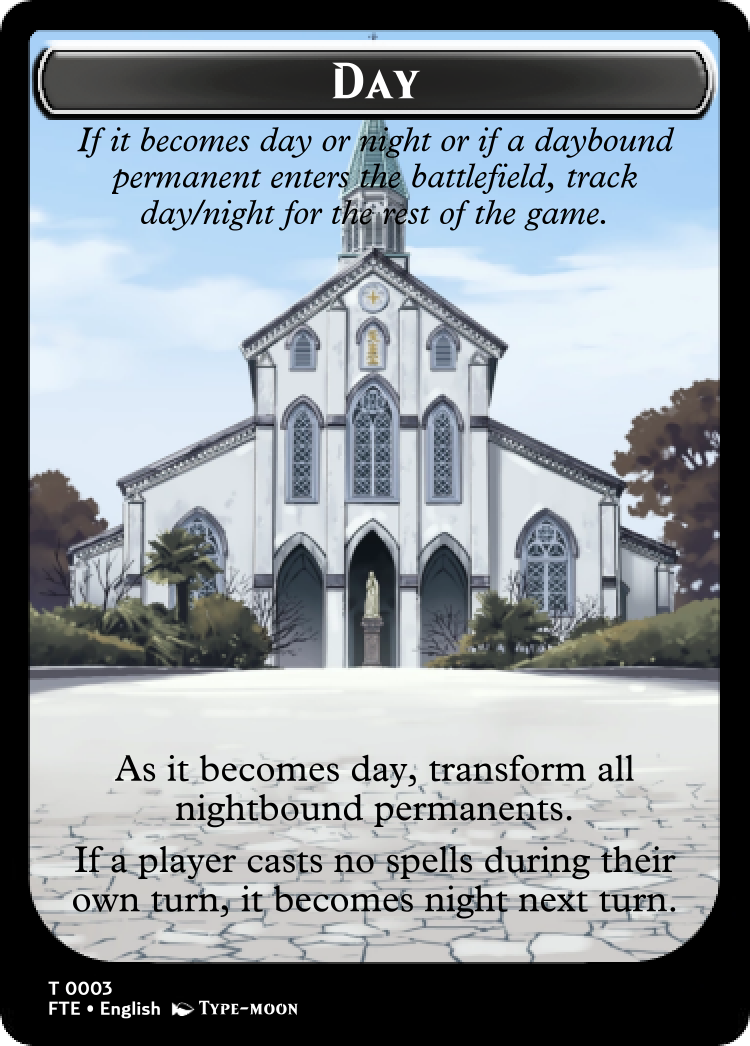 Day
If it becomes day or night or if a daybound
permanent enters the battlefield, track
day/night for the rest of the game.
As it becomes day, transform all
nightbound permanents.
If a player casts no spells during their
own turn, it becomes night next turn.
T 0003
FTE • English Type-moon